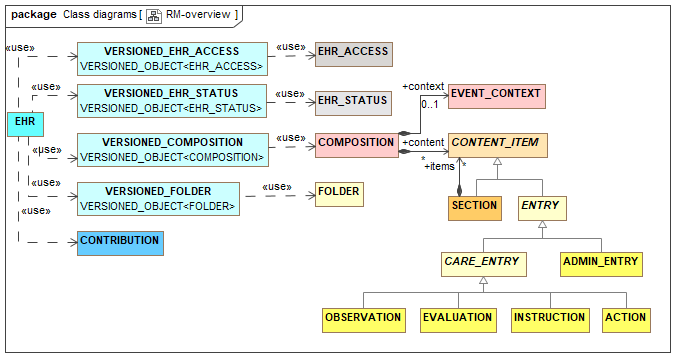 package Class diagrams [ RM-overview ]
«use»
VERSIONED_EHR_ACCESS
VERSIONED_OBJECT<EHR_ACCESS>
«use»
EHR_ACCESS
«use»
VERSIONED_EHR_STATUS
VERSIONED_OBJECT<EHR_STATUS>
«use»
EHR_STATUS
+context
0..1
EVENT_CONTEXT
EHR
«use»
VERSIONED_COMPOSITION
VERSIONED_OBJECT<COMPOSITION>
«use»
COMPOSITION
+content
*
CONTENT_ITEM
+items
*
«use»
VERSIONED_FOLDER
VERSIONED_OBJECT<FOLDER>
«use»
FOLDER
SECTION
ENTRY
«use»
CONTRIBUTION
CARE_ENTRY
ADMIN_ENTRY
OBSERVATION
EVALUATION
INSTRUCTION
ACTION